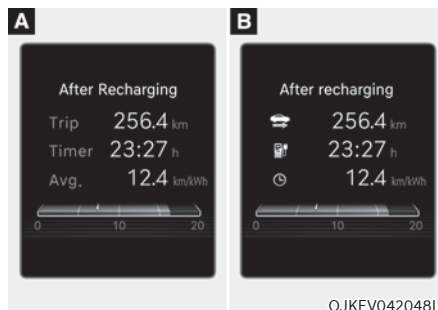 A
After Recharging
Trip 256.4 km
Timer 23:27 h
Avg. 12.4 km/kWh
0 10 20
B
After recharging
256.4 km
23:27 h
12.4 km/kWh
0 10 20
OJKEV042048L